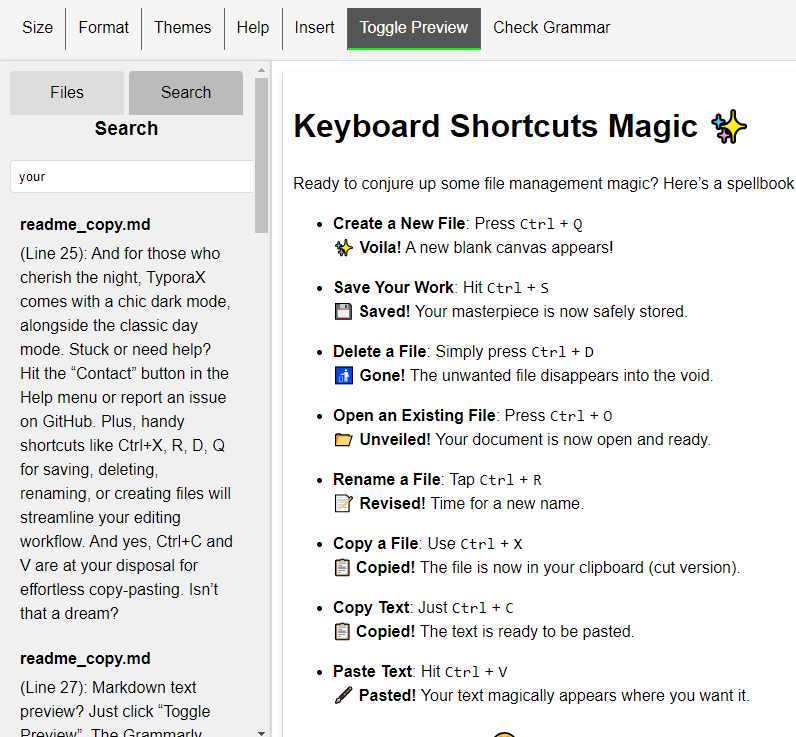 Size Format Themes Help Insert Toggle Preview Check Grammar
Files Search
Search
your
readme_copy.md
(Line 25): And for those who
cherish the night, TyporaX
comes with a chic dark mode,
alongside the classic day
mode. Stuck or need help?
Hit the “Contact” button in the
Help menu or report an issue
on GitHub. Plus, handy
shortcuts like Ctrl+X, R, D, Q
for saving, deleting,
renaming, or creating files will
streamline your editing
workflow. And yes, Ctrl+C and
V are at your disposal for
effortless copy-pasting. Isn’t
that a dream?
readme_copy.md
(Line 27): Markdown text
preview? Just click “Toggle
Preview”. The Grammarly
Keyboard Shortcuts Magic ✨
Ready to conjure up some file management magic? Here’s a spellbook
• Create a New File: Press Ctrl + Q
✨ Voila! A new blank canvas appears!
• Save Your Work: Hit Ctrl + S
💾 Saved! Your masterpiece is now safely stored.
• Delete a File: Simply press Ctrl + D
🚮 Gone! The unwanted file disappears into the void.
• Open an Existing File: Press Ctrl + O
📂 Unveiled! Your document is now open and ready.
• Rename a File: Tap Ctrl + R
📝 Revised! Time for a new name.
• Copy a File: Use Ctrl + X
📋 Copied! The file is now in your clipboard (cut version).
• Copy Text: Just Ctrl + C
📋 Copied! The text is ready to be pasted.
• Paste Text: Hit Ctrl + V
🖌 Pasted! Your text magically appears where you want it.